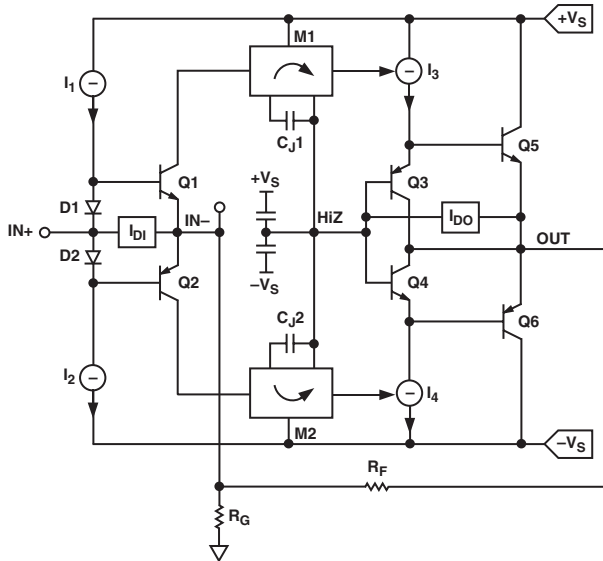 M1
+VS
I1
I3
CJ1
Q5
Q1
+VS
Q3
D1
HiZ
IN+
IDI
IN–
IDO
OUT
D2
–VS
Q2
Q4
Q6
CJ2
I2
I4
M2
–VS
RF
RG